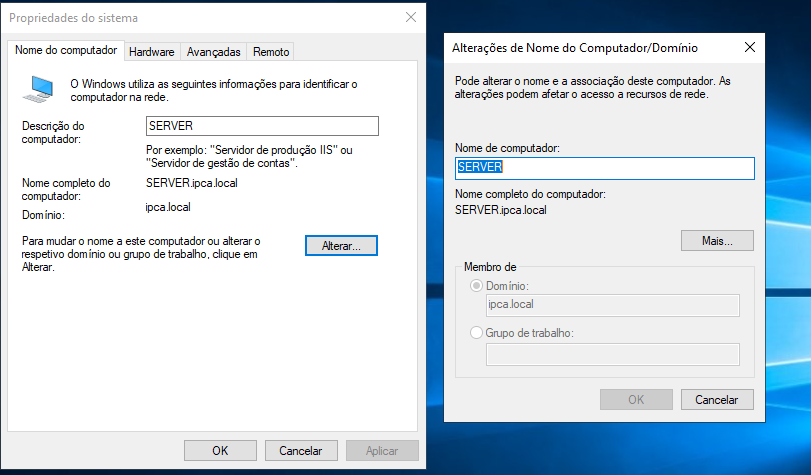 Propriedades do sistema
Nome do computador
Hardware
Avançadas
Remoto
O Windows utiliza as seguintes informações para identificar o
computador na rede.
Descrição do
computador:
SERVER
Por exemplo: "Servidor de produção IIS" ou
"Servidor de gestão de contas".
Nome completo do
computador:
SERVER.ipca.local
Domínio:
ipca.local
Para mudar o nome a este computador ou alterar o
respetivo domínio ou grupo de trabalho, clique em
Alterar.
Alterar...
OK
Cancelar
Aplicar
Alterações de Nome do Computador/Domínio
Pode alterar o nome e a associação deste computador. As
alterações podem afetar o acesso a recursos de rede.
Nome de computador:
SERVER
Nome completo do computador:
SERVER.ipca.local
Mais...
Membro de
Domínio:
ipca.local
Grupo de trabalho:
OK
Cancelar